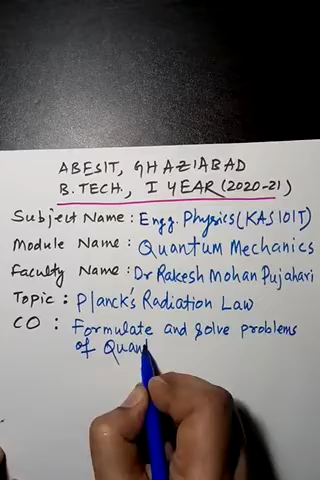 ABESIT, GHAZIABAD
B.TECH., I YEAR (2020-21)
Subject Name: Engg. Physics (KAS101T)
Module Name: Quantum Mechanics
Faculty Name: Dr Rakesh Mohan Pujahari
Topic: Planck's Radiation Law
CO: Formulate and solve problems
of Quan